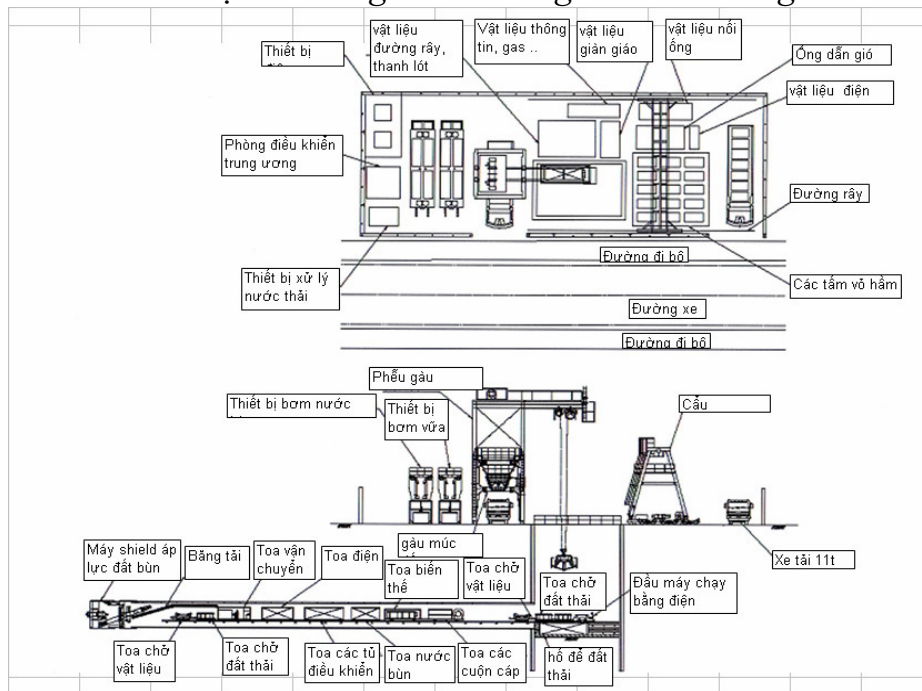 vật liệu
đường rây,
thanh lót
Vật liệu thông
tin, gas ..
vật liệu
giàn giáo
vật liệu nối
ống
Thiết bị
Ống dẫn gió
vật liệu điện
Phòng điều khiển
trung ương
Đường rây
Thiết bị xử lý
nước thải
Đường đi bộ
Các tấm vỏ hầm
Đường xe
Đường đi bộ
Phễu gàu
Thiết bị bơm nước
Thiết bị
bơm vữa
Cẩu
Máy shield áp
lực đất bùn
Băng tải
Toa vận
chuyển
Toa điện
gàu múc
Toa biến
thế
Toa chở
vật liệu
Toa chở
đất thải
Đầu máy chạy
bằng điện
Xe tải 11t
Toa chở
vật liệu
Toa chở
đất thải
Toa các tủ
điều khiển
Toa nước
bùn
Toa các
cuộn cáp
hố để đất
thải